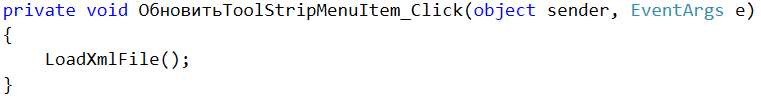 private void ОбновитьToolStripMenuItem_Click(object sender, EventArgs e)
{
    LoadXmlFile();
}